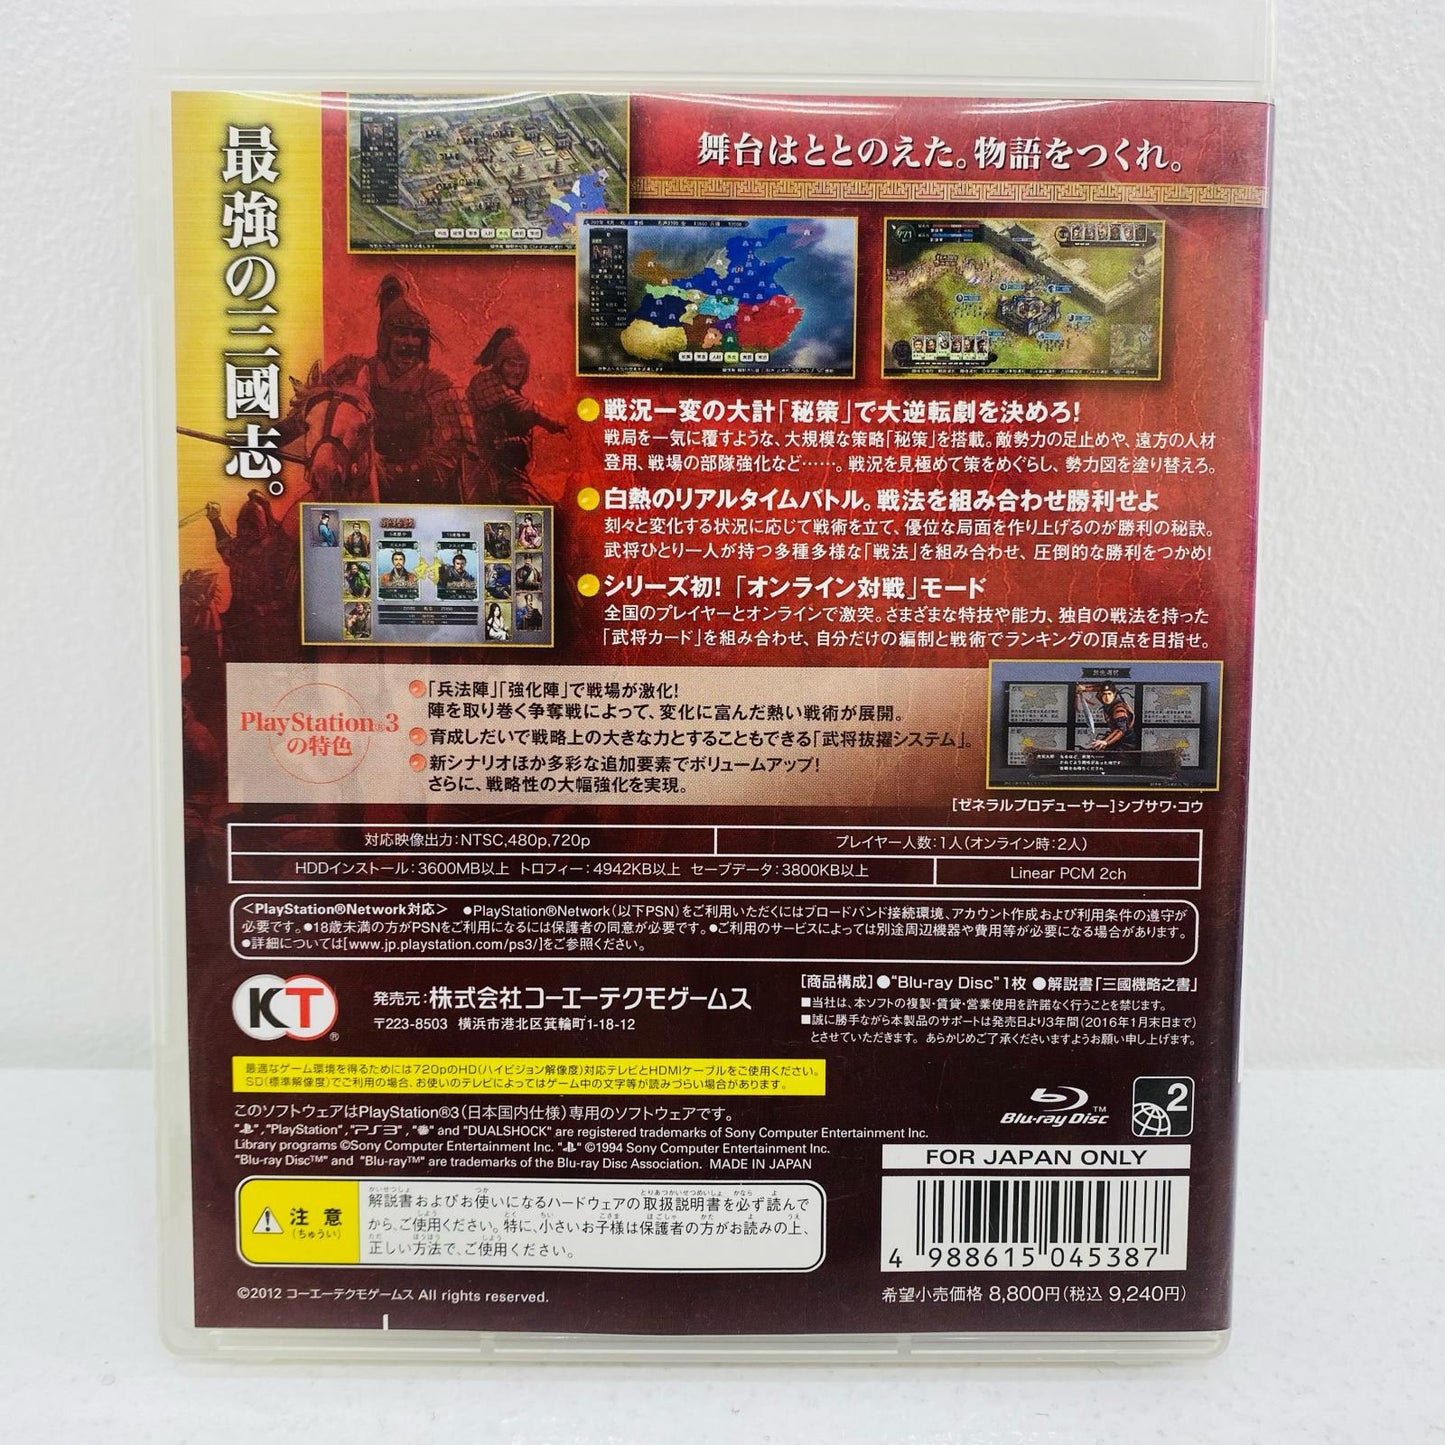 最強の三國志。
舞台はととのえた。物語をつくれ。
戦況一変の大計「秘策」で大逆転劇を決めろ!
戦局を一気に覆すような、大規模な策略「秘策」を搭載。敵勢力の足止めや、遠方の人材
登用、戦場の部隊強化など……。戦況を見極めて策をめぐらし、勢力図を塗り替えろ。
白熱のリアルタイムバトル。戦法を組み合わせ勝利せよ
刻々と変化する状況に応じて戦術を立て、優位な局面を作り上げるのが勝利の秘訣。
武将ひとり一人が持つ多種多様な「戦法」を組み合わせ、圧倒的な勝利をつかめ!
シリーズ初!「オンライン対戦」モード
全国のプレイヤーとオンラインで激突。さまざまな特技や能力、独自の戦法を持った
「武将カード」を組み合わせ、自分だけの編制と戦術でランキングの頂点を目指せ。
対
PlayStation®3
の特色
「兵法陣」「強化陣」で戦場が激化!
陣を取り巻く争奪戦によって、変化に富んだ熱い戦術が展開。
育成しだいで戦略上の大きな力とすることもできる「武将抜擢システム」。
新シナリオほか多彩な追加要素でボリュームアップ!
さらに、戦略性の大幅強化を実現。
[ゼネラルプロデューサー]シブサワ・コウ
対応映像出力:NTSC,480p,720p
プレイヤー人数:1人(オンライン時:2人)
HDDインストール:3600MB以上 トロフィー:4942KB以上 セーブデータ:3800KB以上
Linear PCM 2ch
<PlayStation®Network対応> ●PlayStation®Network(以下PSN)をご利用いただくにはブロードバンド接続環境、アカウント作成および利用条件の遵守が
必要です。●18歳未満の方がPSNをご利用になるには保護者の同意が必要です。●ご利用のサービスによっては別途周辺機器や費用等が必要になる場合があります。
●詳細については[www.jp.playstation.com/ps3/]をご参照ください。
KT®
発売元:株式会社コーエーテクモゲームス
〒223-8503 横浜市港北区箕輪町1-18-12
[商品構成]●"Blu-ray Disc"1枚 ●解説書「三國機略之書」
■当社は、本ソフトの複製・賃貸・営業使用を許諾なく行うことを禁じます。
■誠に勝手ながら本製品のサポートは発売日より3年間(2016年1月末日まで)
とさせていただきます。あらかじめご了承くださいますようお願い申し上げます。
最適なゲーム環境を得るためには720pのHD(ハイビジョン解像度)対応テレビとHDMIケーブルをご使用ください。
SD(標準解像度)でご利用の場合、お使いのテレビによってはゲーム中の文字等が読みづらい場合があります。
このソフトウェアはPlayStation®3(日本国内仕様)専用のソフトウェアです。
"PlayStation", "PS3", and "DUALSHOCK" are registered trademarks of Sony Computer Entertainment Inc.
Library programs ©Sony Computer Entertainment Inc. ©1994 Sony Computer Entertainment Inc.
"Blu-ray Disc™" and "Blu-ray™" are trademarks of the Blu-ray Disc Association. MADE IN JAPAN
Blu-ray Disc™
2
FOR JAPAN ONLY
注意
(ちゅうい)
解説書およびお使いになるハードウェアの取扱説明書を必ず読んで
から、ご使用ください。特に、小さいお子様は保護者の方がお読みの上、
正しい方法で、ご使用ください。
4 988615 045387
©2012 コーエーテクモゲームス All rights reserved.
希望小売価格 8,800円(税込 9,240円)